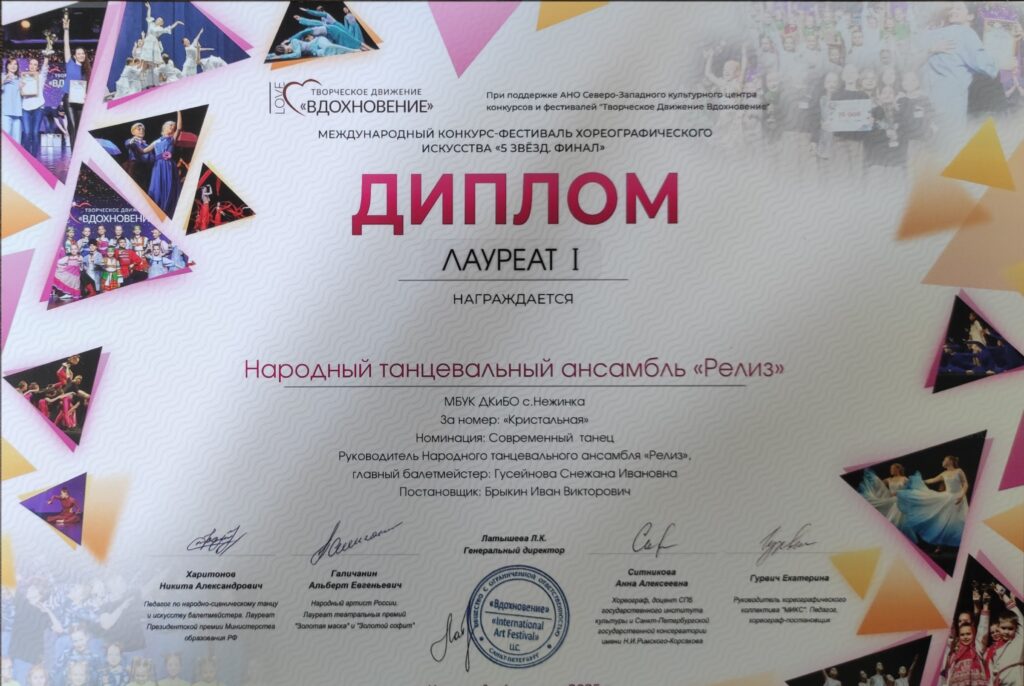 I LOVE
ТВОРЧЕСКОЕ ДВИЖЕНИЕ
«ВДОХНОВЕНИЕ»
При поддержке АНО Северо-Западного культурного центра
конкурсов и фестивалей "Творческое Движение Вдохновение"
МЕЖДУНАРОДНЫЙ КОНКУРС-ФЕСТИВАЛЬ ХОРЕОГРАФИЧЕСКОГО
ИСКУССТВА «5 ЗВЁЗД. ФИНАЛ»
ДИПЛОМ
ЛАУРЕАТ I
НАГРАЖДАЕТСЯ
Народный танцевальный ансамбль «Релиз»
МБУК ДКиБО с.Нежинка
За номер: «Кристальная»
Номинация: Современный танец
Руководитель Народного танцевального ансамбля «Релиз»,
главный балетмейстер: Гусейнова Снежана Ивановна
Постановщик: Брыкин Иван Викторович
Харитонов
Никита Александрович
Педагог по народно-сценическому танцу
и искусству балетмейстера. Лауреат
Президентской премии Министерства
образования РФ
Галичанин
Альберт Евгеньевич
Народный артист России.
Лауреат театральных премий
"Золотая маска" и "Золотой софит"
Латышева Л.К.
Генеральный директор
ОБЩЕСТВО С ОГРАНИЧЕННОЙ ОТВЕТСТВЕННОСТЬЮ
«Вдохновение»
«International
Art Festival»
LLC.
САНКТ-ПЕТЕРБУРГ
Ситникова
Анна Алексеевна
Хореограф, доцент СПб
государственного института
культуры и Санкт-Петербургской
государственной консерватории
имени Н.И.Римского-Корсакова
Гуревич Екатерина
Руководитель хореографического
коллектива "МИКС". Педагог,
хореограф-постановщик